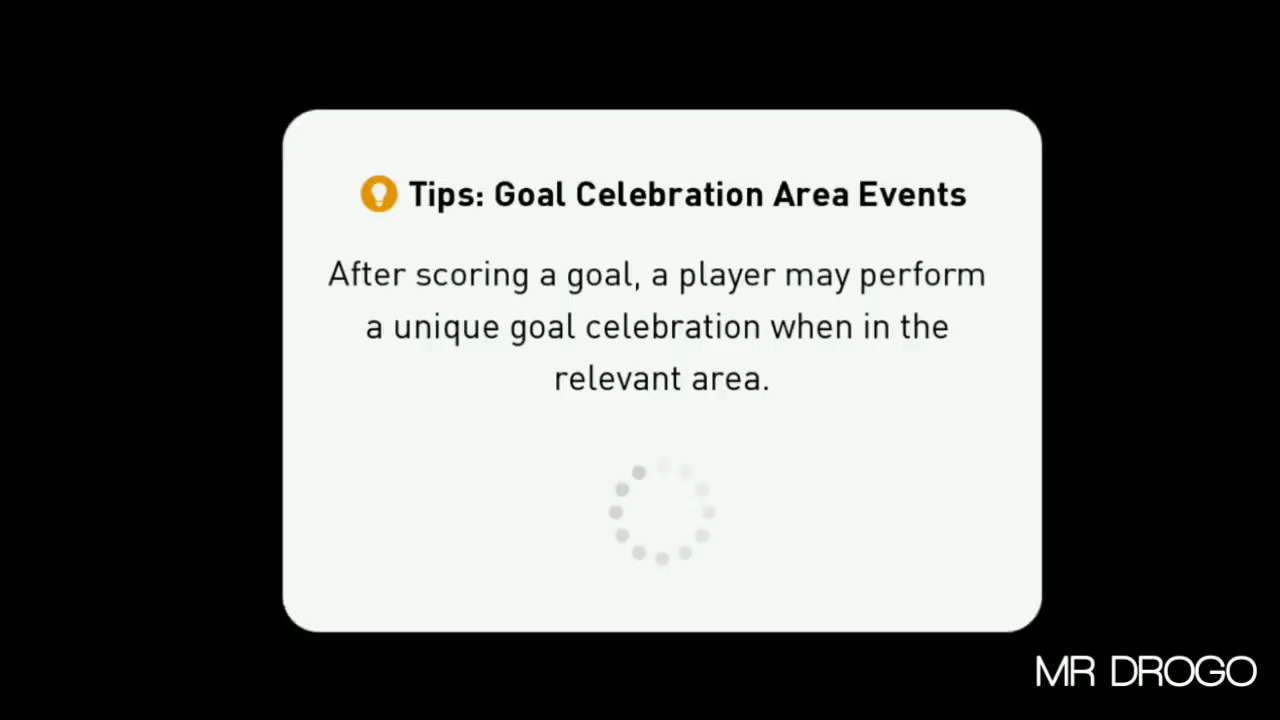 Tips: Goal Celebration Area Events
After scoring a goal, a player may perform
a unique goal celebration when in the
relevant area.
MR DROGO